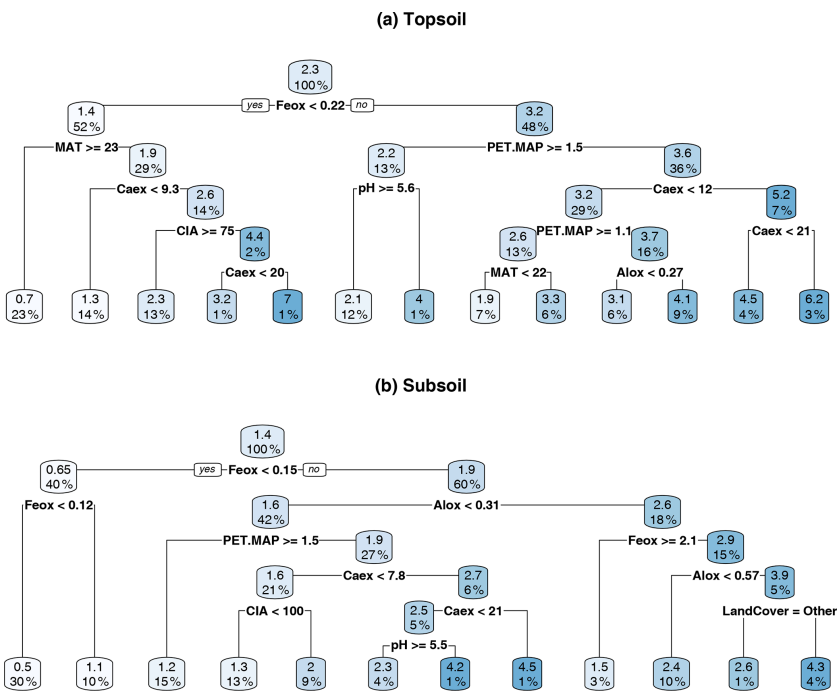 (a) Topsoil
2.3
100%
yes Feox < 0.22 no
1.4 3.2
52% 48%
MAT >= 23 PET.MAP >= 1.5
1.9 2.2 3.6
29% 13% 36%
Caex < 9.3 pH >= 5.6 Caex < 12
2.6 3.2 5.2
14% 29% 7%
CIA >= 75 PET.MAP >= 1.1 Caex < 21
4.4 2.6 3.7
2% 13% 16%
Caex < 20 MAT < 22 Alox < 0.27
0.7 1.3 2.3 3.2 7 2.1 4 1.9 3.3 3.1 4.1 4.5 6.2
23% 14% 13% 1% 1% 12% 1% 7% 6% 6% 9% 4% 3%
(b) Subsoil
1.4
100%
yes Feox < 0.15 no
0.65 1.9
40% 60%
Feox < 0.12 Alox < 0.31
1.6 2.6
42% 18%
PET.MAP >= 1.5 Feox >= 2.1
1.9 2.9
27% 15%
Caex < 7.8 Alox < 0.57
1.6 2.7 3.9
21% 6% 5%
CIA < 100 Caex < 21 LandCover = Other
2.5
5%
pH >= 5.5
0.5 1.1 1.2 1.3 2 2.3 4.2 4.5 1.5 2.4 2.6 4.3
30% 10% 15% 13% 9% 4% 1% 1% 3% 10% 1% 4%